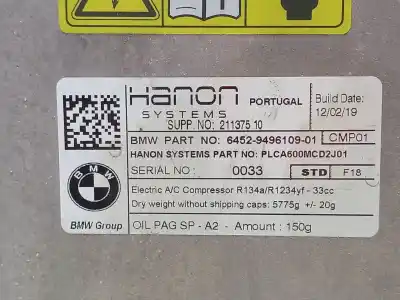 Hanon
SYSTEMS
PORTUGAL
Build Date:
12/02/19
SUPP. NO: 211375 10
BMW PART NO: 6452-9496109-01
CMP01
HANON SYSTEMS PART NO: PLCA600MCD2J01
SERIAL NO : 0033 STD F18
BMW
BMW Group
Electric A/C Compressor R134a/R1234yf - 33cc
Dry weight without shipping caps: 5775g +/- 20g
OIL PAG SP - A2 - Amount : 150g